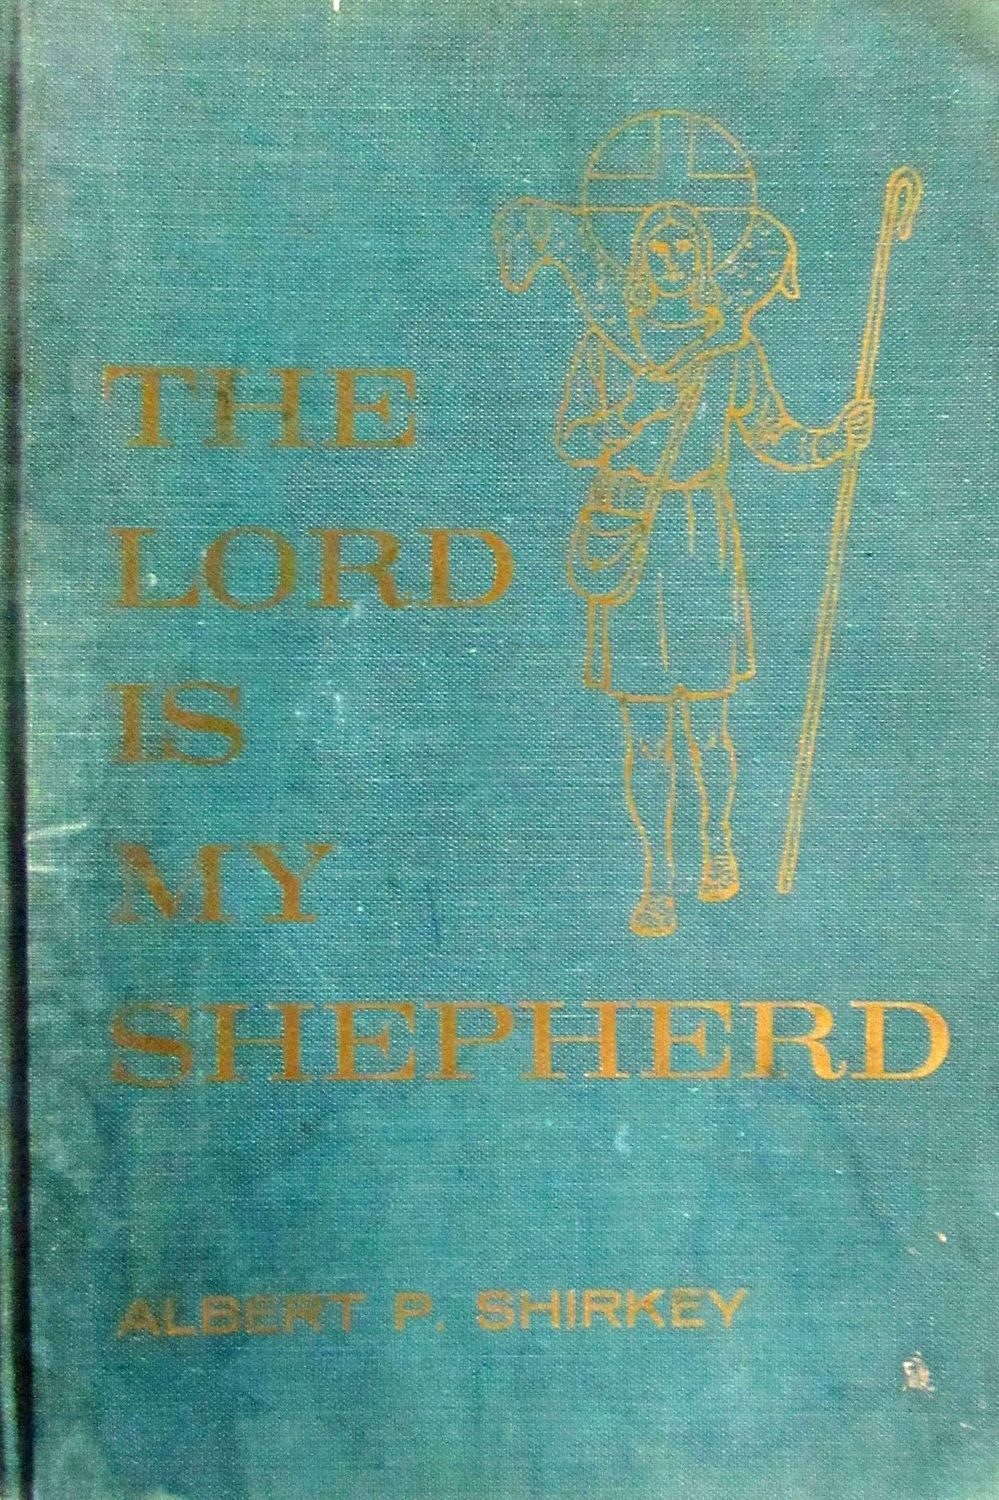 THE
LORD
IS
MY
SHEPHERD
ALBERT P. SHIRKEY